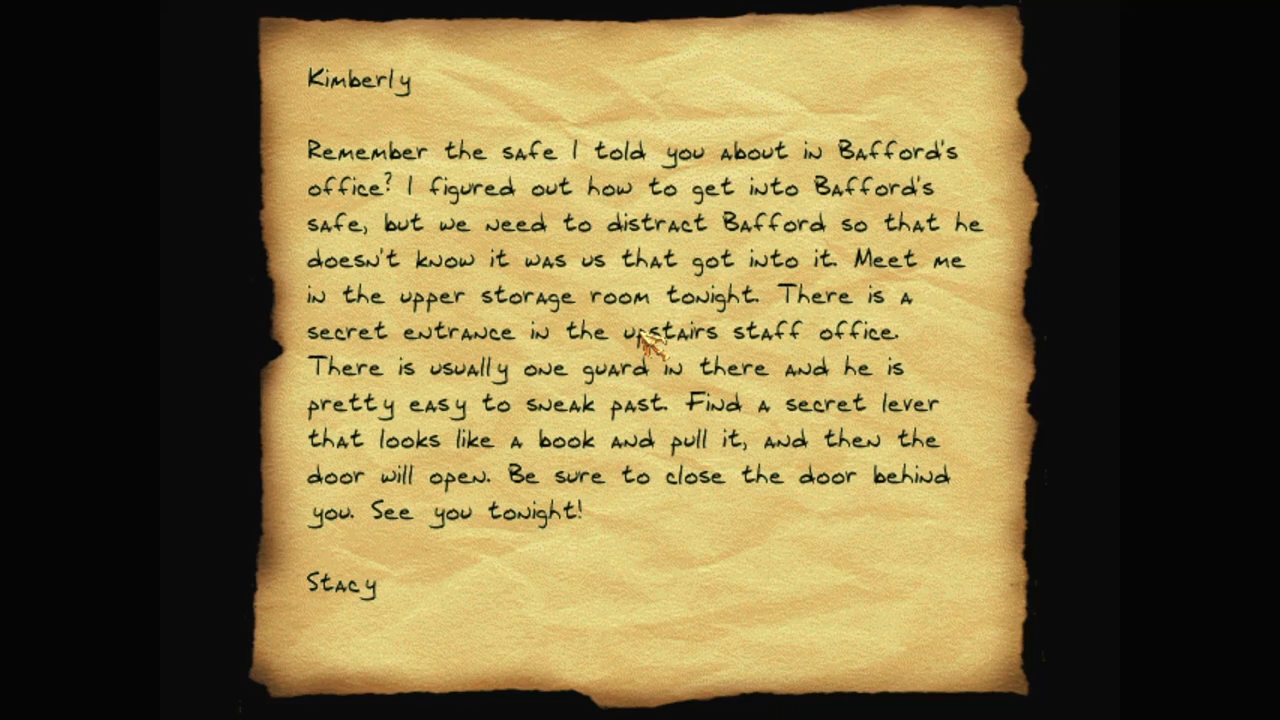 Kimberly
Remember the safe I told you about in Bafford's
office? I figured out how to get into Bafford's
safe, but we need to distract Bafford so that he
doesn't know it was us that got into it. Meet me
in the upper storage room tonight. There is a
secret entrance in the upstairs staff office.
There is usually one guard in there and he is
pretty easy to sneak past. Find a secret lever
that looks like a book and pull it, and then the
door will open. Be sure to close the door behind
you. See you tonight!
Stacy